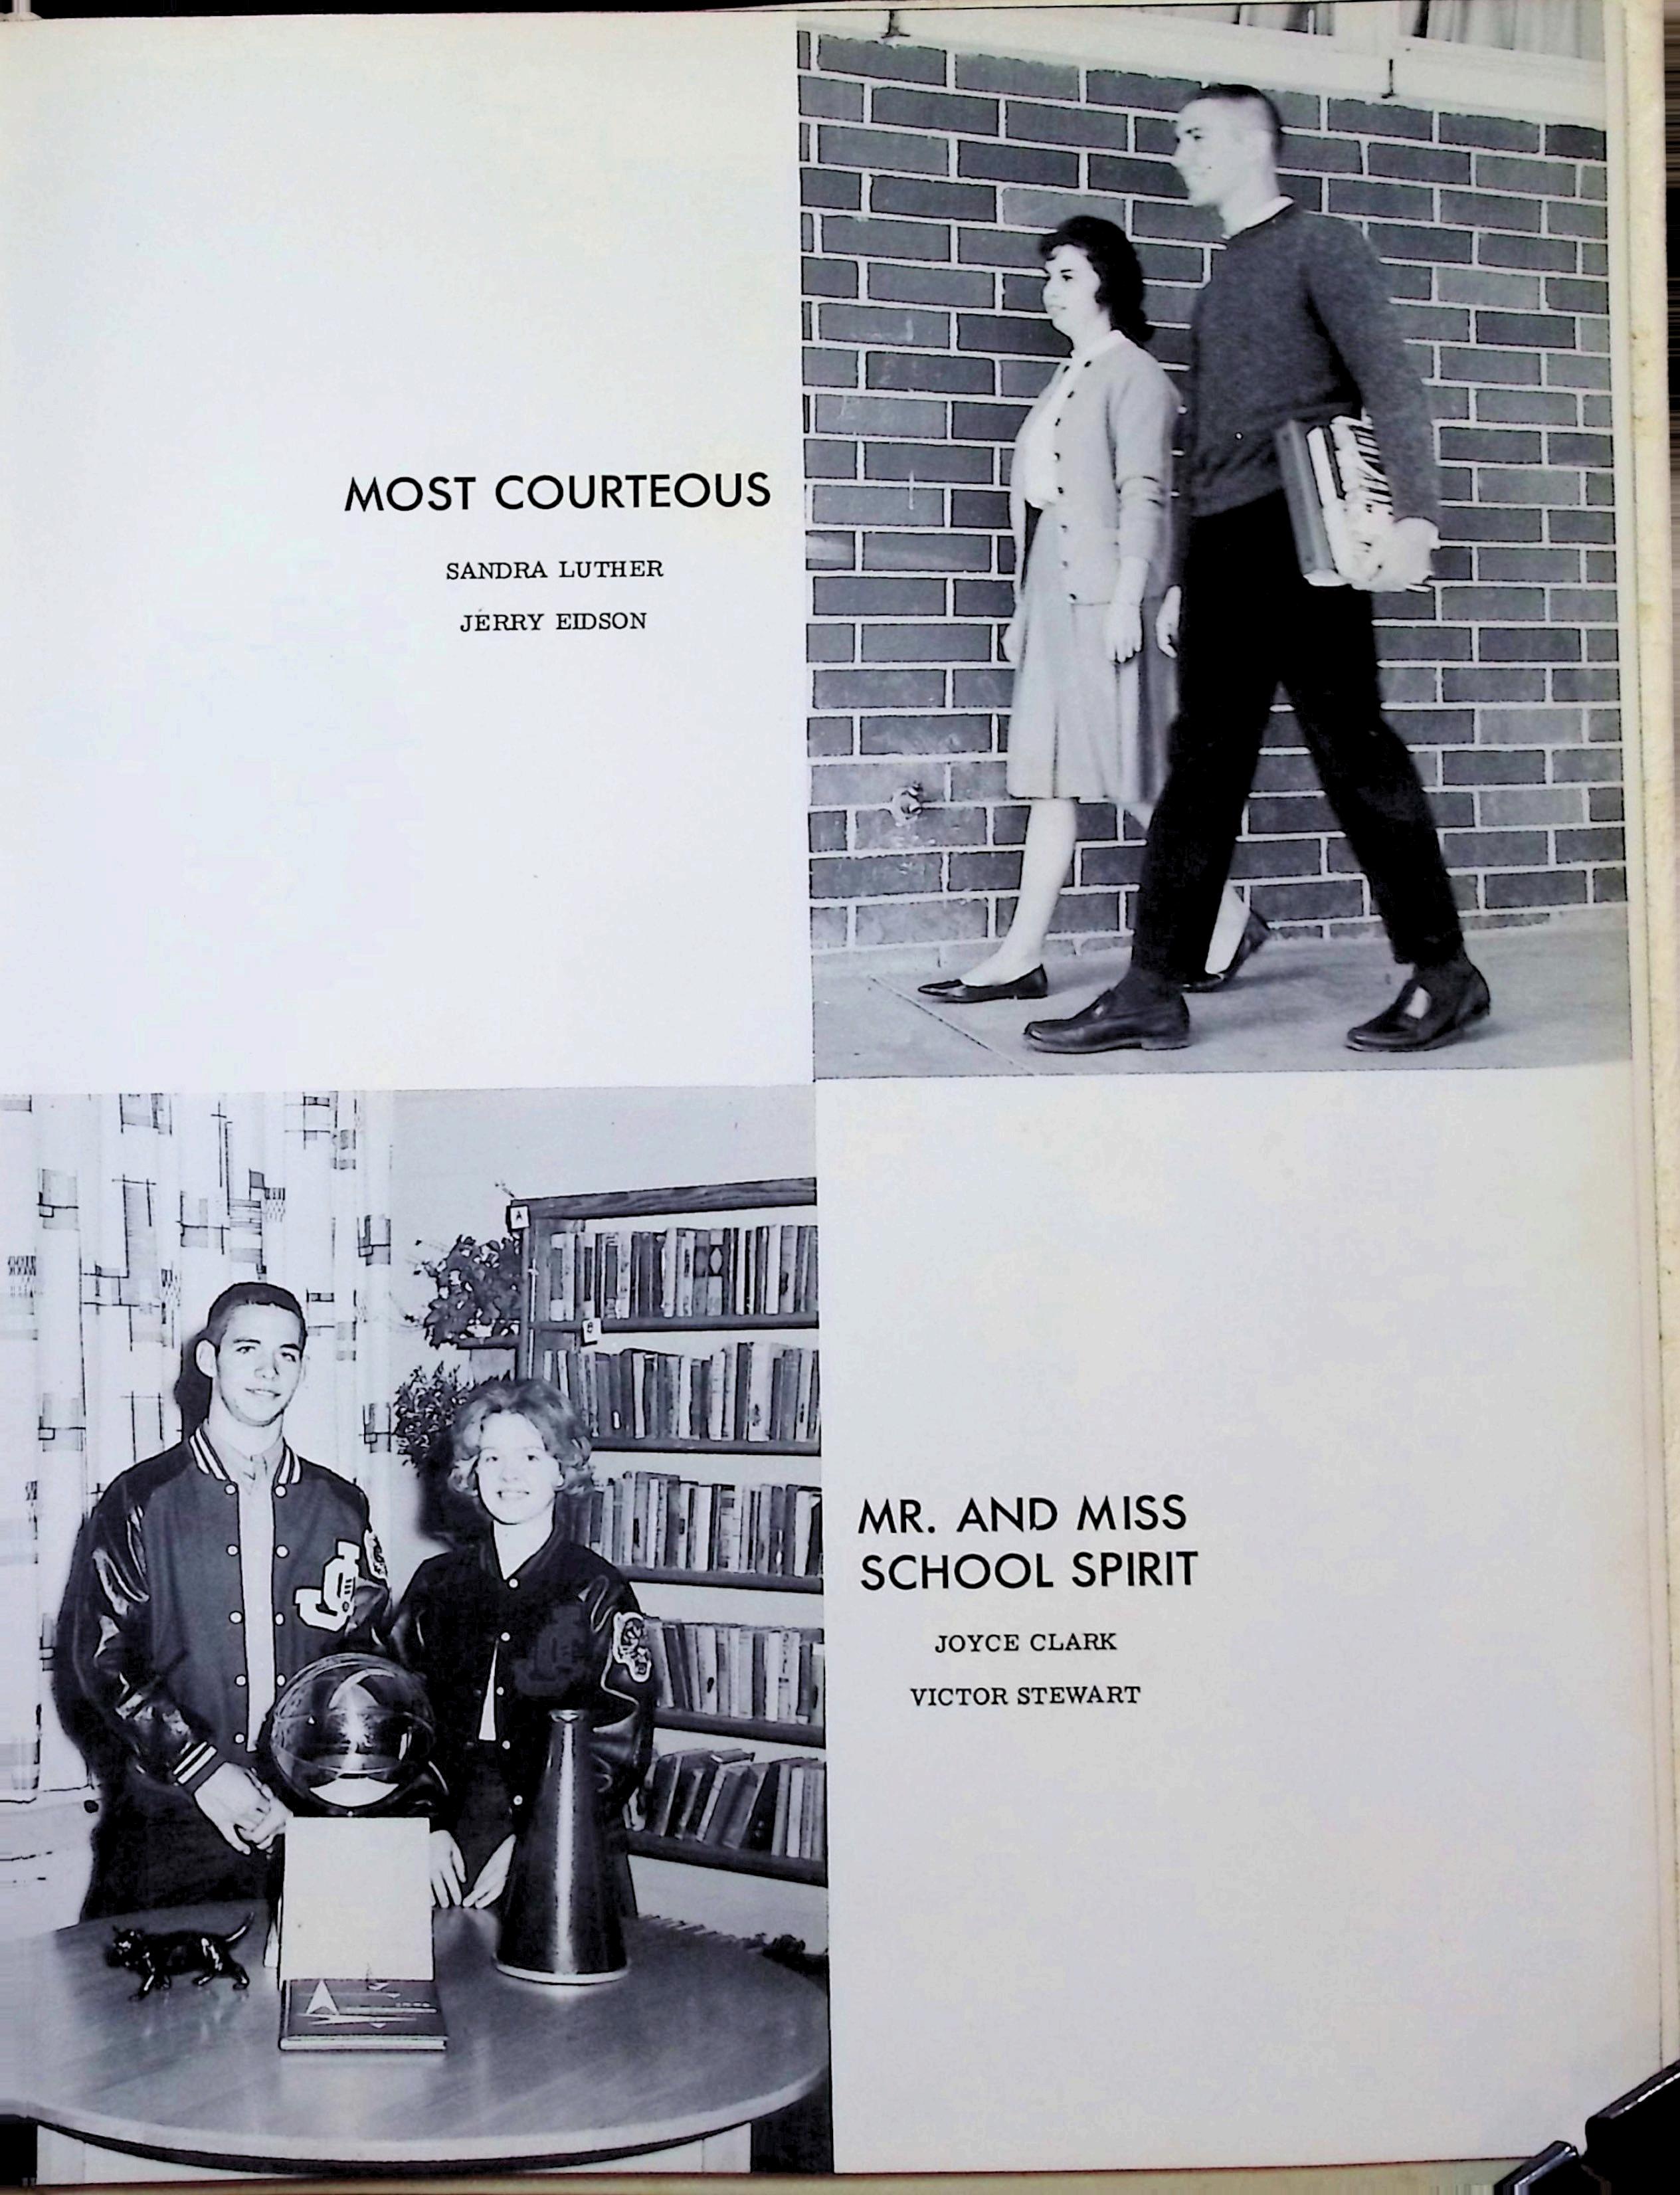 MOST COURTEOUS
SANDRA LUTHER
JERRY EIDSON
A
B
MR. AND MISS
SCHOOL SPIRIT
JOYCE CLARK
VICTOR STEWART